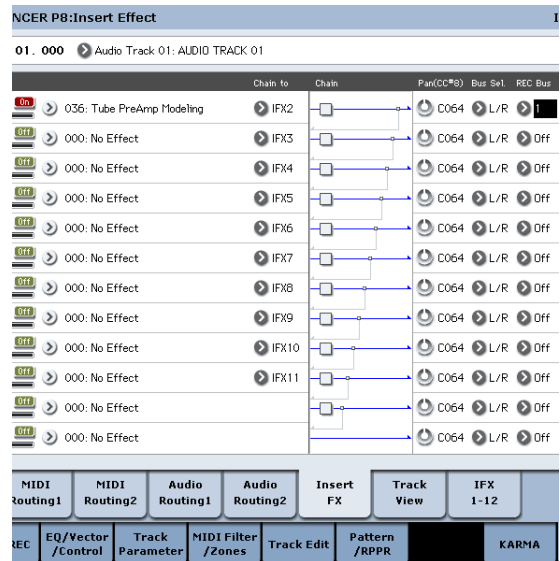 NCER P8:Insert Effect
01. 000 Audio Track 01: AUDIO TRACK 01
Chain to Chain Pan(CC#8) Bus Sel. REC Bus
On 036: Tube PreAmp Modeling IFX2 C064 L/R 1
Off 000: No Effect IFX3 C064 L/R Off
Off 000: No Effect IFX4 C064 L/R Off
Off 000: No Effect IFX5 C064 L/R Off
Off 000: No Effect IFX6 C064 L/R Off
Off 000: No Effect IFX7 C064 L/R Off
Off 000: No Effect IFX8 C064 L/R Off
Off 000: No Effect IFX9 C064 L/R Off
Off 000: No Effect IFX10 C064 L/R Off
Off 000: No Effect IFX11 C064 L/R Off
Off 000: No Effect C064 L/R Off
Off 000: No Effect C064 L/R Off
MIDI MIDI Audio Audio Insert Track IFX
Routing1 Routing2 Routing1 Routing2 FX View 1-12
REC EQ/Vector Track MIDI Filter Track Edit Pattern KARMA
/Control Parameter /Zones /RPPR